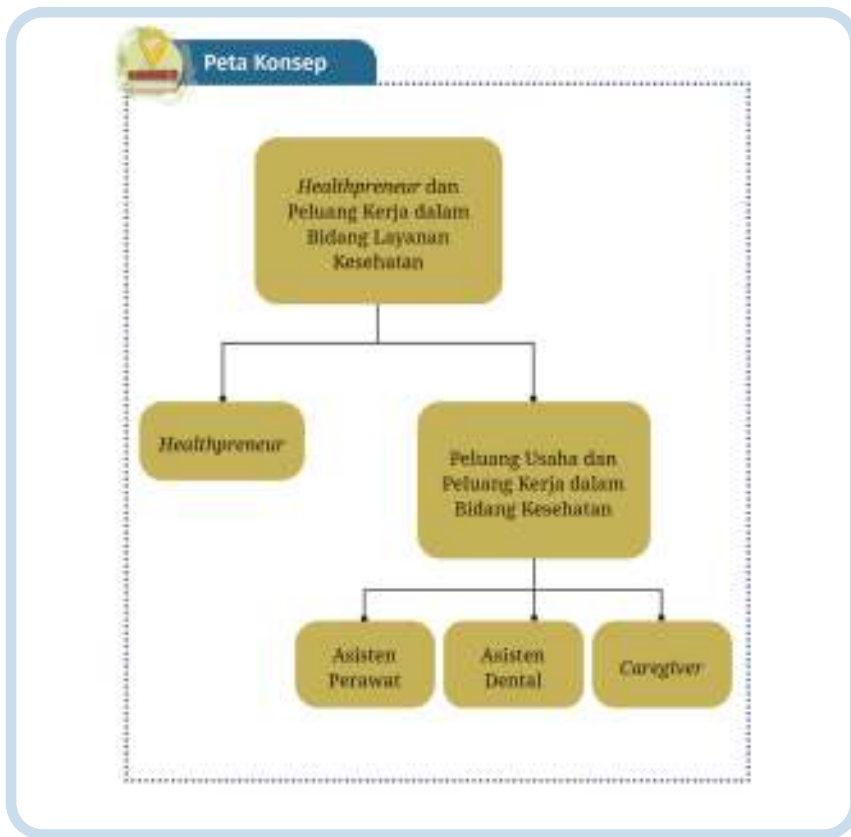 Peta Konsep
Healthpreneur dan
Peluang Kerja dalam
Bidang Layanan
Kesehatan
Healthpreneur
Peluang Usaha dan
Peluang Kerja dalam
Bidang Kesehatan
Asisten
Perawat
Asisten
Dental
Caregiver